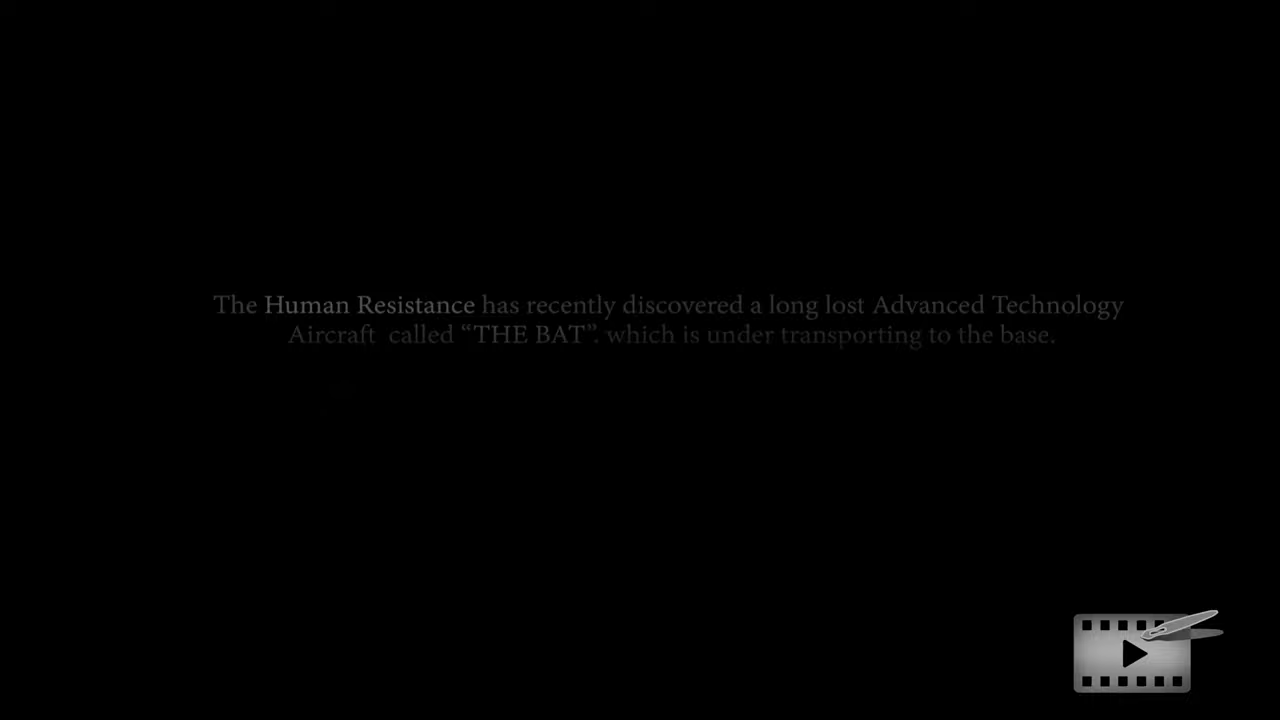 The Human Resistance has recently discovered a long lost Advanced Technology
Aircraft called “THE BAT”. which is under transporting to the base.